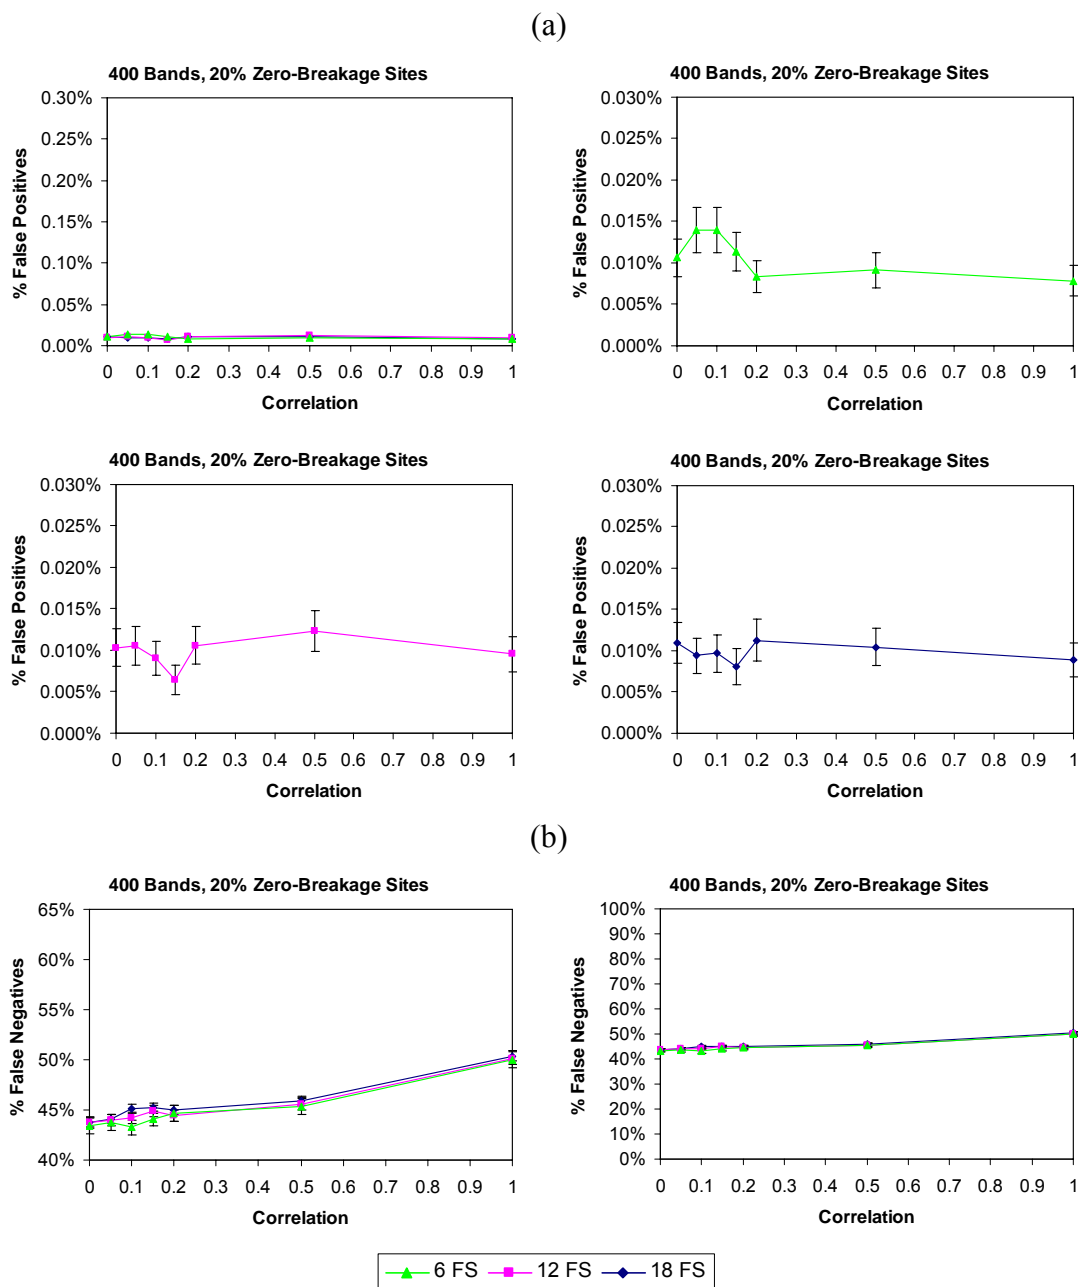 (a)
400 Bands, 20% Zero-Breakage Sites
% False Positives
0.30%
0.25%
0.20%
0.15%
0.10%
0.05%
0.00%
0 0.1 0.2 0.3 0.4 0.5 0.6 0.7 0.8 0.9 1
Correlation
400 Bands, 20% Zero-Breakage Sites
% False Positives
0.030%
0.025%
0.020%
0.015%
0.010%
0.005%
0.000%
0 0.1 0.2 0.3 0.4 0.5 0.6 0.7 0.8 0.9 1
Correlation
400 Bands, 20% Zero-Breakage Sites
% False Positives
0.030%
0.025%
0.020%
0.015%
0.010%
0.005%
0.000%
0 0.1 0.2 0.3 0.4 0.5 0.6 0.7 0.8 0.9 1
Correlation
400 Bands, 20% Zero-Breakage Sites
% False Positives
0.030%
0.025%
0.020%
0.015%
0.010%
0.005%
0.000%
0 0.1 0.2 0.3 0.4 0.5 0.6 0.7 0.8 0.9 1
Correlation
(b)
400 Bands, 20% Zero-Breakage Sites
% False Negatives
65%
60%
55%
50%
45%
40%
0 0.1 0.2 0.3 0.4 0.5 0.6 0.7 0.8 0.9 1
Correlation
400 Bands, 20% Zero-Breakage Sites
% False Negatives
100%
90%
80%
70%
60%
50%
40%
30%
20%
10%
0%
0 0.1 0.2 0.3 0.4 0.5 0.6 0.7 0.8 0.9 1
Correlation
6 FS 12 FS 18 FS